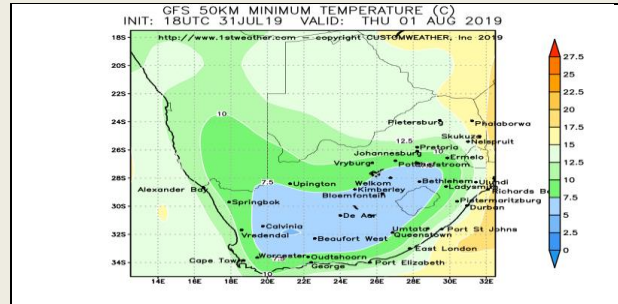 GFS 50KM MINIMUM TEMPERATURE (C)
INIT: 18UTC 31JUL19 VALID: THU 01 AUG 2019
http://www.1stweather.com — copyright CUSTOMWEATHER, Inc 2019
18S
20S
22S
24S
26S
28S
30S
32S
34S
14E 16E 18E 20E 22E 24E 26E 28E 30E 32E
10
12.5
10
7.5
7.5
10
Pietersburg
Phalaborwa
Skukuza
Nelspruit
Pretoria
Johannesburg
Ermelo
Vryburg
Potchefstroom
Welkom
Bethlehem
Ulundi
Upington
Kimberley
Ladysmith
Alexander Bay
Bloemfontein
Richards Ba
Springbok
Pietermaritzburg
Durban
De Aar
Calvinia
Umtata
Port St Johns
Vredendal
Queenstown
Beaufort West
East London
Cape Town
Worcester
Oudtshoorn
George
Port Elizabeth
27.5
25
22.5
20
17.5
15
12.5
10
7.5
5
2.5
0